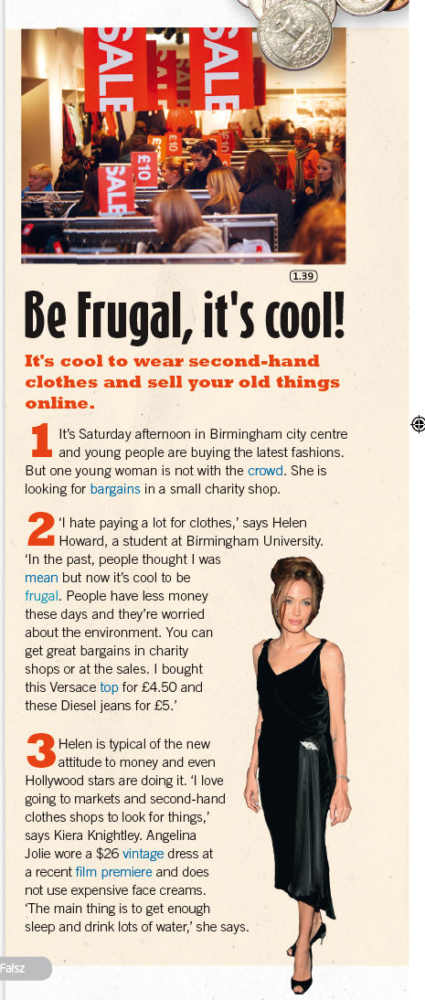 SALE
SALE
SALE
SALE
£10
£10
£10
SALE
£10
SALE
1.39
Be Frugal, it's cool!
It's cool to wear second-hand
clothes and sell your old things
online.
1 It's Saturday afternoon in Birmingham city centre
and young people are buying the latest fashions.
But one young woman is not with the crowd. She is
looking for bargains in a small charity shop.
2 'I hate paying a lot for clothes,' says Helen
Howard, a student at Birmingham University.
'In the past, people thought I was
mean but now it's cool to be
frugal. People have less money
these days and they're worried
about the environment. You can
get great bargains in charity
shops or at the sales. I bought
this Versace top for £4.50 and
these Diesel jeans for £5.'
3 Helen is typical of the new
attitude to money and even
Hollywood stars are doing it. 'I love
going to markets and second-hand
clothes shops to look for things,'
says Kiera Knightley. Angelina
Jolie wore a $26 vintage dress at
a recent film premiere and does
not use expensive face creams.
'The main thing is to get enough
sleep and drink lots of water,' she says.
Fałsz